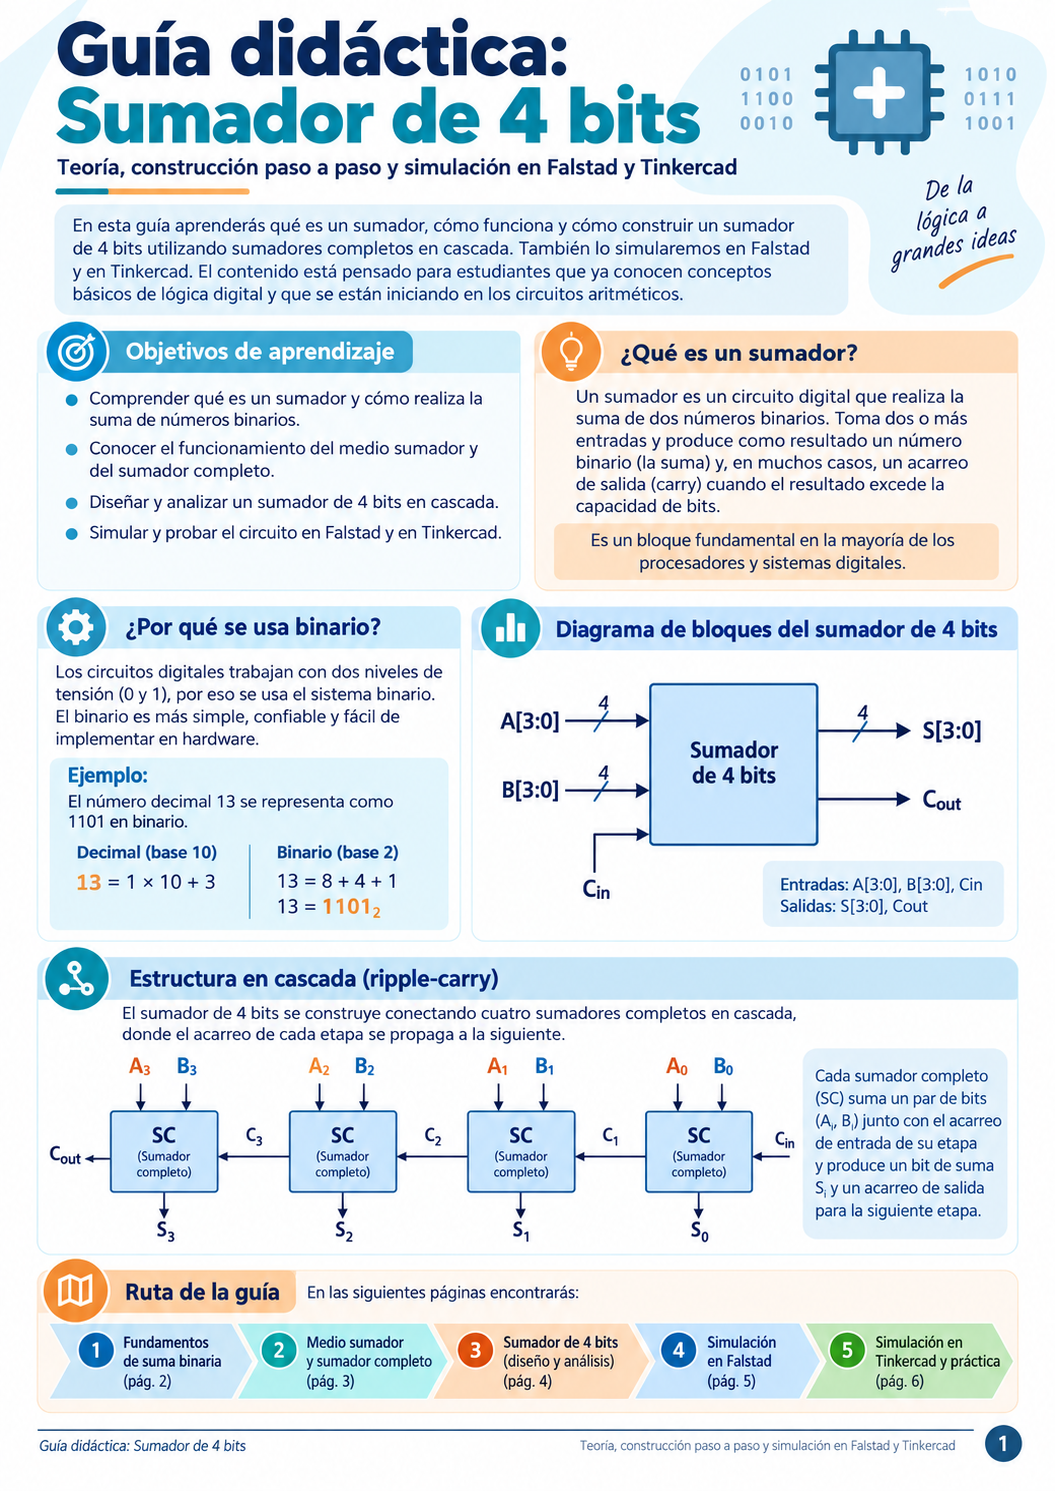 Guía didáctica:
Sumador de 4 bits
Teoría, construcción paso a paso y simulación en Falstad y Tinkercad
0101
1100
0010
1010
0111
1001
De la
lógica a
grandes ideas
En esta guía aprenderás qué es un sumador, cómo funciona y cómo construir un sumador
de 4 bits utilizando sumadores completos en cascada. También lo simularemos en Falstad
y en Tinkercad. El contenido está pensado para estudiantes que ya conocen conceptos
básicos de lógica digital y que se están iniciando en los circuitos aritméticos.
Objetivos de aprendizaje
● Comprender qué es un sumador y cómo realiza la
suma de números binarios.
● Conocer el funcionamiento del medio sumador y
del sumador completo.
● Diseñar y analizar un sumador de 4 bits en cascada.
● Simular y probar el circuito en Falstad y en Tinkercad.
¿Qué es un sumador?
Un sumador es un circuito digital que realiza la
suma de dos números binarios. Toma dos o más
entradas y produce como resultado un número
binario (la suma) y, en muchos casos, un acarreo
de salida (carry) cuando el resultado excede la
capacidad de bits.
Es un bloque fundamental en la mayoría de los
procesadores y sistemas digitales.
¿Por qué se usa binario?
Los circuitos digitales trabajan con dos niveles de
tensión (0 y 1), por eso se usa el sistema binario.
El binario es más simple, confiable y fácil de
implementar en hardware.
Ejemplo:
El número decimal 13 se representa como
1101 en binario.
Decimal (base 10)
13 = 1 × 10 + 3
Binario (base 2)
13 = 8 + 4 + 1
13 = 1101₂
Diagrama de bloques del sumador de 4 bits
A[3:0] 4
B[3:0] 4
Cin
Sumador
de 4 bits
4 S[3:0]
Cout
Entradas: A[3:0], B[3:0], Cin
Salidas: S[3:0], Cout
Estructura en cascada (ripple-carry)
El sumador de 4 bits se construye conectando cuatro sumadores completos en cascada,
donde el acarreo de cada etapa se propaga a la siguiente.
A₃ B₃ A₂ B₂ A₁ B₁ A₀ B₀
Cout SC C₃ SC C₂ SC C₁ SC Cin
(Sumador (Sumador (Sumador (Sumador
completo) completo) completo) completo)
S₃ S₂ S₁ S₀
Cada sumador completo
(SC) suma un par de bits
(Aᵢ, Bᵢ) junto con el acarreo
de entrada de su etapa
y produce un bit de suma
Sᵢ y un acarreo de salida
para la siguiente etapa.
Ruta de la guía
En las siguientes páginas encontrarás:
1 Fundamentos
de suma binaria
(pág. 2)
2 Medio sumador
y sumador completo
(pág. 3)
3 Sumador de 4 bits
(diseño y análisis)
(pág. 4)
4 Simulación
en Falstad
(pág. 5)
5 Simulación en
Tinkercad y práctica
(pág. 6)
Guía didáctica: Sumador de 4 bits
Teoría, construcción paso a paso y simulación en Falstad y Tinkercad
1